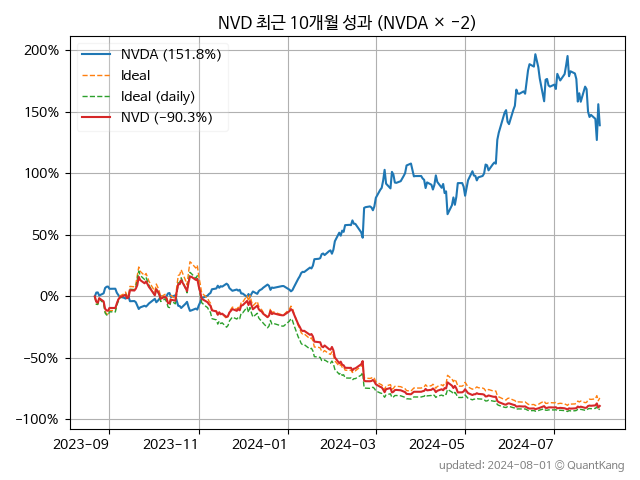 NVD 최근 10개월 성과 (NVDA × −2)
200%
150%
100%
50%
0%
−50%
−100%
NVDA (151.8%)
Ideal
Ideal (daily)
NVD (−90.3%)
2023−09
2023−11
2024−01
2024−03
2024−05
2024−07
updated: 2024-08-01 © QuantKang